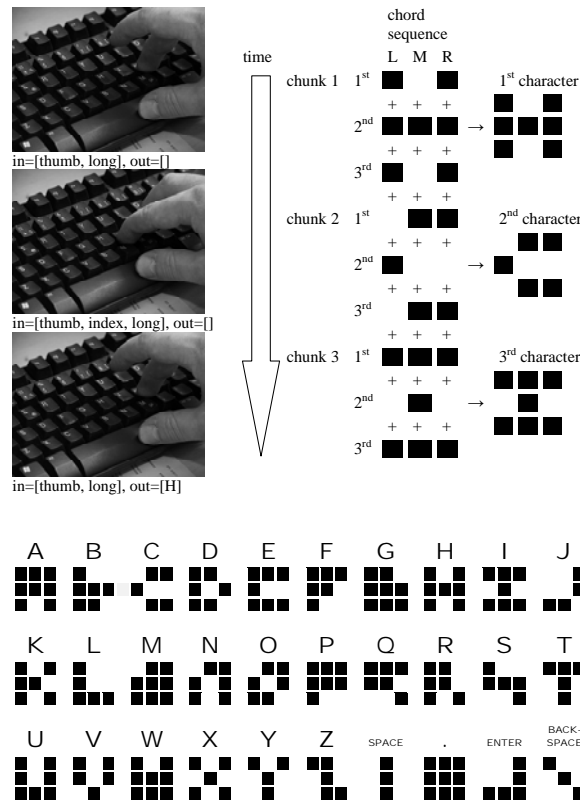 chord
sequence
time L M R
chunk 1 1st 1st character
+ + +
2nd →
+ + +
in=[thumb, long], out=[]
3rd
+ + +
chunk 2 1st 2nd character
+ + +
2nd →
+ + +
3rd
in=[thumb, index, long], out=[]
+ + +
chunk 3 1st 3rd character
+ + +
2nd →
+ + +
3rd
in=[thumb, long], out=[H]
A B C D E F G H I J
K L M N O P Q R S T
U V W X Y Z SPACE . ENTER BACK-
SPACE